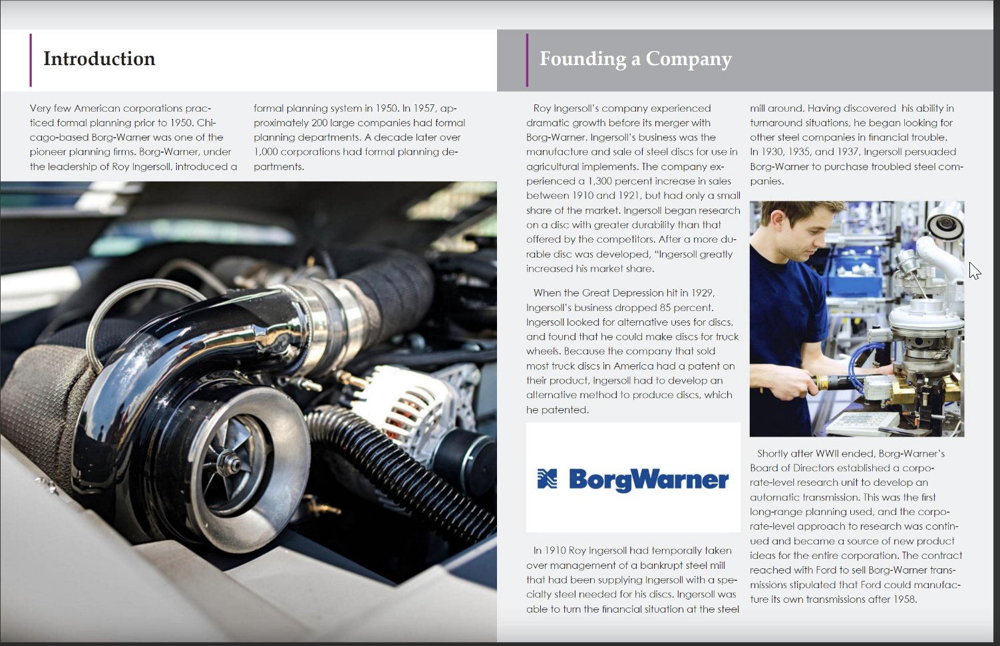 Introduction
Very few American corporations prac-
ticed formal planning prior to 1950. Chi-
cago-based Borg-Warner was one of the
pioneer planning firms. Borg-Warner, under
the leadership of Roy Ingersoll, introduced a
formal planning system in 1950. In 1957, ap-
proximately 200 large companies had formal
planning departments. A decade later over
1,000 corporations had formal planning de-
partments.
Founding a Company
Roy Ingersoll's company experienced
dramatic growth before its merger with
Borg-Warner. Ingersoll's business was the
manufacture and sale of steel discs for use in
agricultural implements. The company ex-
perienced a 1,300 percent increase in sales
between 1910 and 1921, but had only a small
share of the market. Ingersoll began research
on a disc with greater durability than that
offered by the competitors. After a more du-
rable disc was developed, “Ingersoll greatly
increased his market share.
When the Great Depression hit in 1929,
Ingersoll's business dropped 85 percent.
Ingersoll looked for alternative uses for discs,
and found that he could make discs for truck
wheels. Because the company that sold
most truck discs in America had a patent on
their product, Ingersoll had to develop an
alternative method to produce discs, which
he patented.
BorgWarner
In 1910 Roy Ingersoll had temporally taken
over management of a bankrupt steel mill
that had been supplying Ingersoll with a spe-
cialty steel needed for his discs. Ingersoll was
able to turn the financial situation at the steel
mill around. Having discovered  his ability in
turnaround situations, he began looking for
other steel companies in financial trouble.
In 1930, 1935, and 1937, Ingersoll persuaded
Borg-Warner to purchase troubled steel com-
panies.
Shortly after WWII ended, Borg-Warner's
Board of Directors established a corpo-
rate-level research unit to develop an
automatic transmission. This was the first
long-range planning used, and the corpo-
rate-level approach to research was contin-
ued and became a source of new product
ideas for the entire corporation. The contract
reached with Ford to sell Borg-Warner trans-
missions stipulated that Ford could manufac-
ture its own transmissions after 1958.